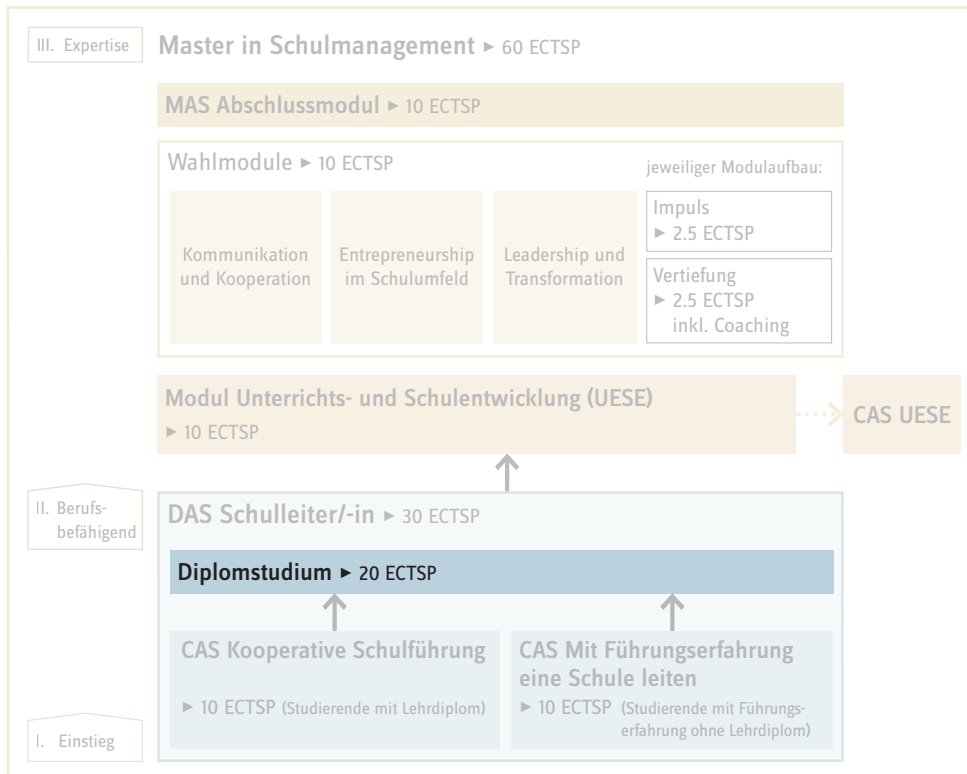 III. Expertise
Master in Schulmanagement ► 60 ECTSP
MAS Abschlussmodul ► 10 ECTSP
Wahlmodule ► 10 ECTSP
jeweiliger Modulaufbau:
Kommunikation
und Kooperation
Entrepreneurship
im Schulumfeld
Leadership und
Transformation
Impuls
► 2.5 ECTSP
Vertiefung
► 2.5 ECTSP
inkl. Coaching
Modul Unterrichts- und Schulentwicklung (UESE)
► 10 ECTSP
CAS UESE
II. Berufs-
befähigend
DAS Schulleiter/-in ► 30 ECTSP
Diplomstudium ► 20 ECTSP
CAS Kooperative Schulführung
► 10 ECTSP (Studierende mit Lehrdiplom)
CAS Mit Führungserfahrung
eine Schule leiten
► 10 ECTSP (Studierende mit Führungs-
erfahrung ohne Lehrdiplom)
I. Einstieg